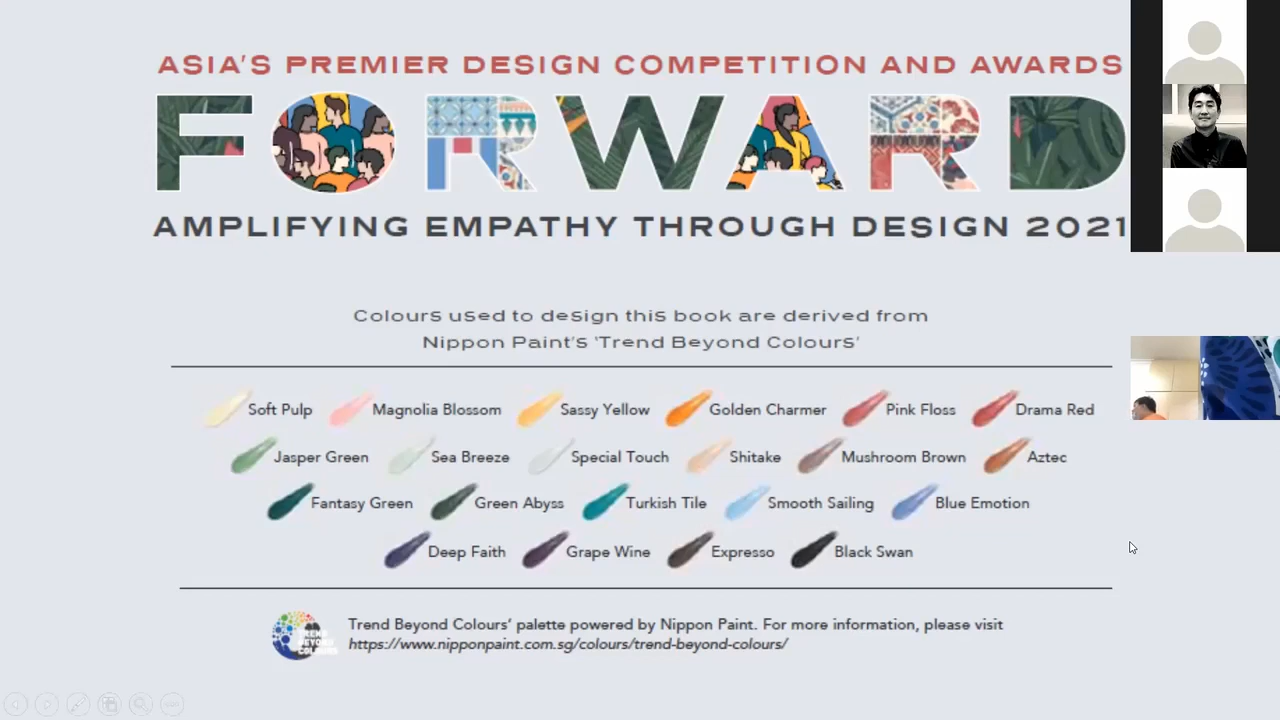 ASIA'S PREMIER DESIGN COMPETITION AND AWARDS
FORWARD
AMPLIFYING EMPATHY THROUGH DESIGN 2021
Colours used to design this book are derived from
Nippon Paint's 'Trend Beyond Colours'
Soft Pulp Magnolia Blossom Sassy Yellow Golden Charmer Pink Floss Drama Red
Jasper Green Sea Breeze Special Touch Shitake Mushroom Brown Aztec
Fantasy Green Green Abyss Turkish Tile Smooth Sailing Blue Emotion
Deep Faith Grape Wine Expresso Black Swan
TREND
BEYOND
COLOURS
Trend Beyond Colours' palette powered by Nippon Paint. For more information, please visit
https://www.nipponpaint.com.sg/colours/trend-beyond-colours/